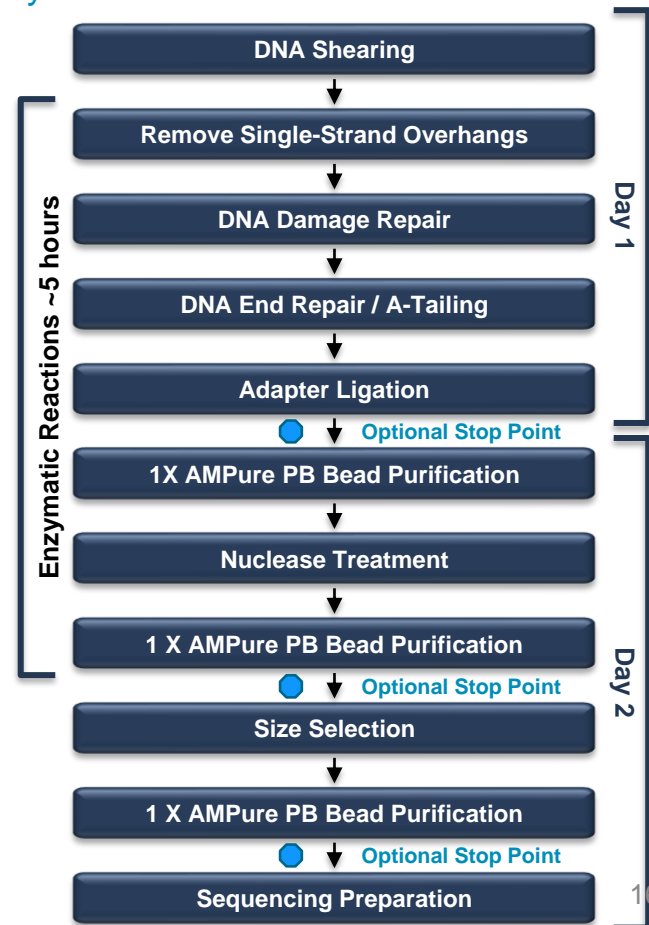 DNA Shearing
Remove Single-Strand Overhangs
DNA Damage Repair
DNA End Repair / A-Tailing
Adapter Ligation
Optional Stop Point
1X AMPure PB Bead Purification
Nuclease Treatment
1 X AMPure PB Bead Purification
Optional Stop Point
Size Selection
1 X AMPure PB Bead Purification
Optional Stop Point
Sequencing Preparation
Enzymatic Reactions ~5 hours
Day 1
Day 2